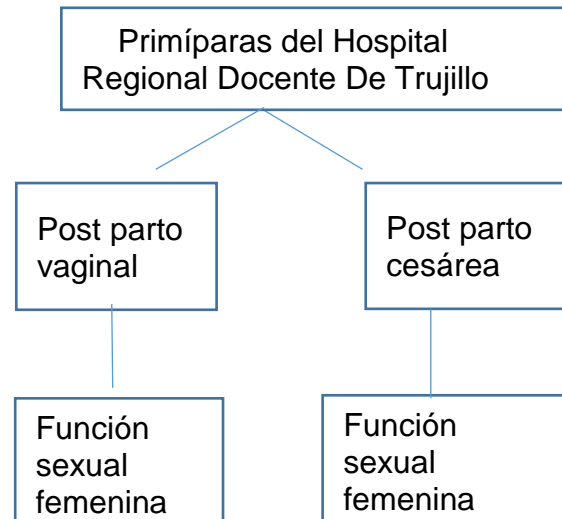 Primíparas del Hospital
Regional Docente De Trujillo
Post parto
vaginal
Post parto
cesárea
Función
sexual
femenina
Función
sexual
femenina